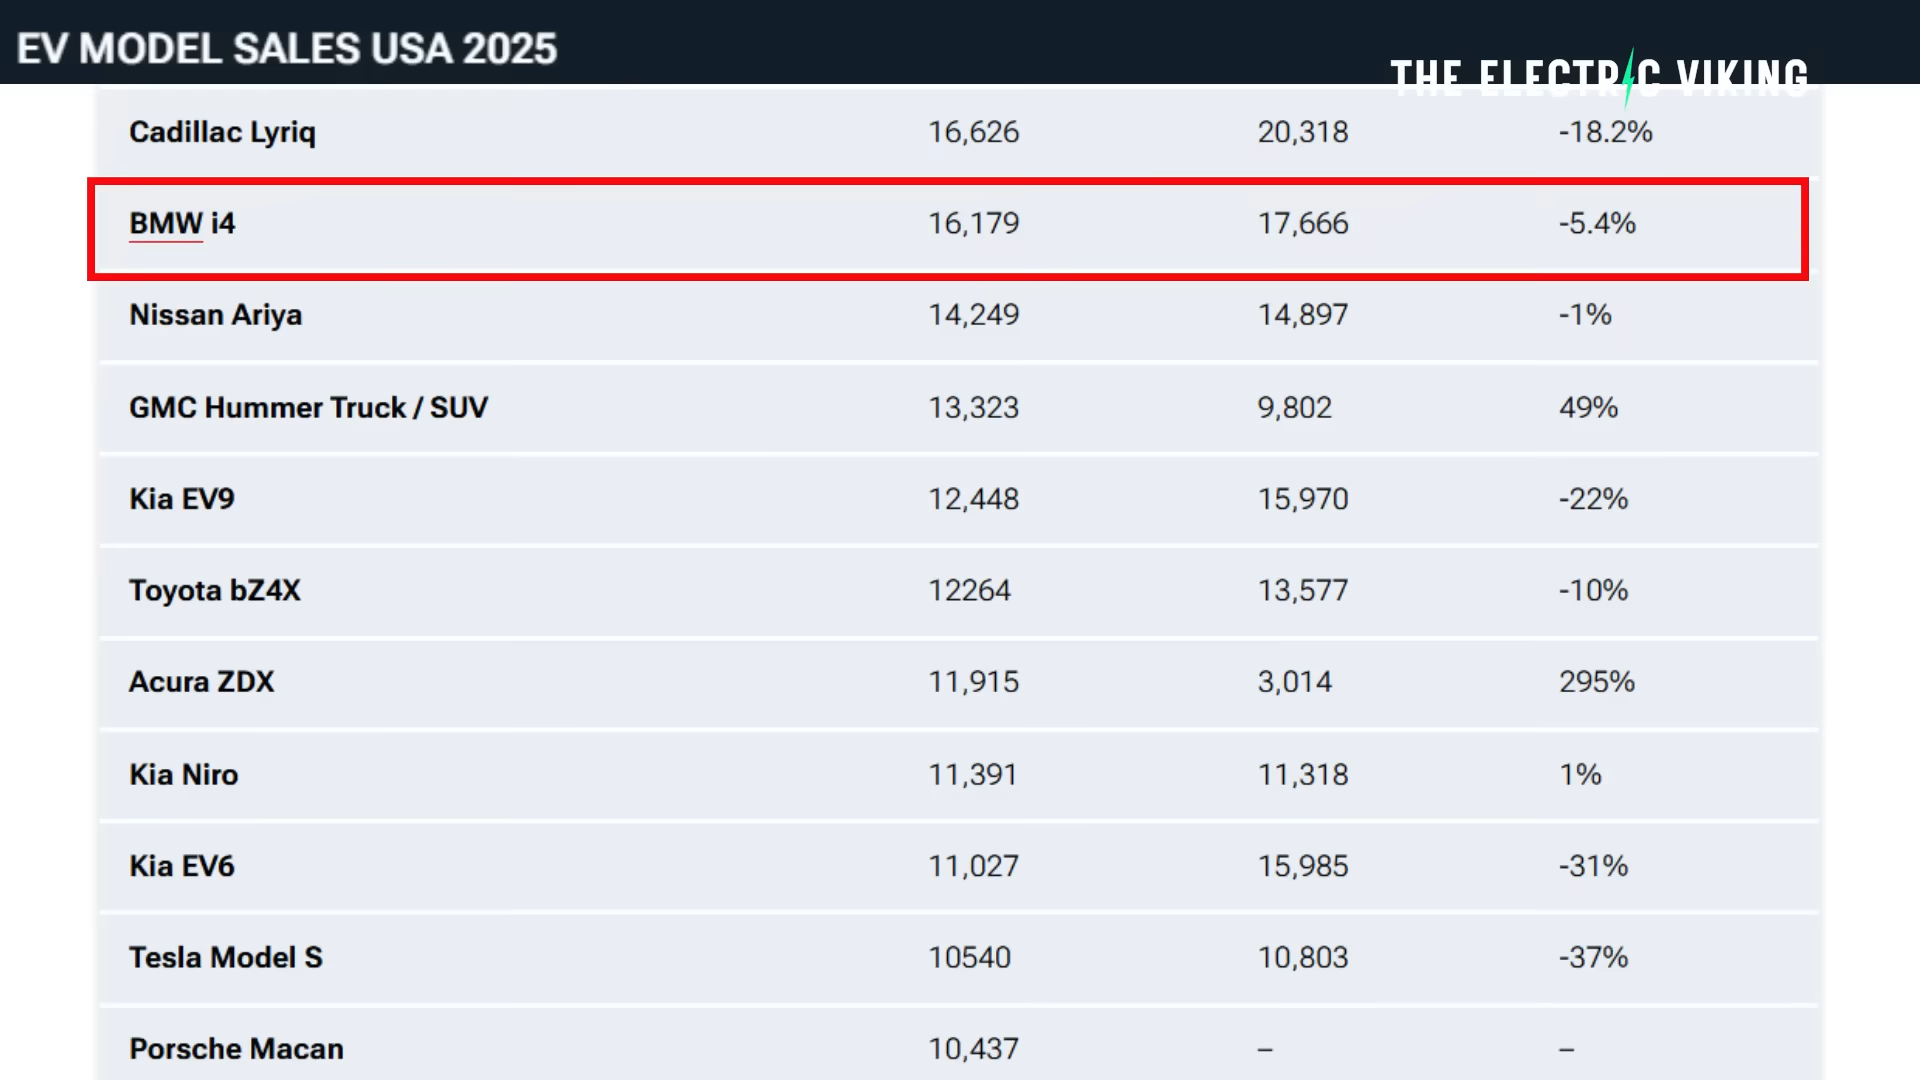 EV MODEL SALES USA 2025
THE ELECTRIC VIKING
Cadillac Lyriq 16,626 20,318 -18.2%
BMW i4 16,179 17,666 -5.4%
Nissan Ariya 14,249 14,897 -1%
GMC Hummer Truck / SUV 13,323 9,802 49%
Kia EV9 12,448 15,970 -22%
Toyota bZ4X 12264 13,577 -10%
Acura ZDX 11,915 3,014 295%
Kia Niro 11,391 11,318 1%
Kia EV6 11,027 15,985 -31%
Tesla Model S 10540 10,803 -37%
Porsche Macan 10,437 – –